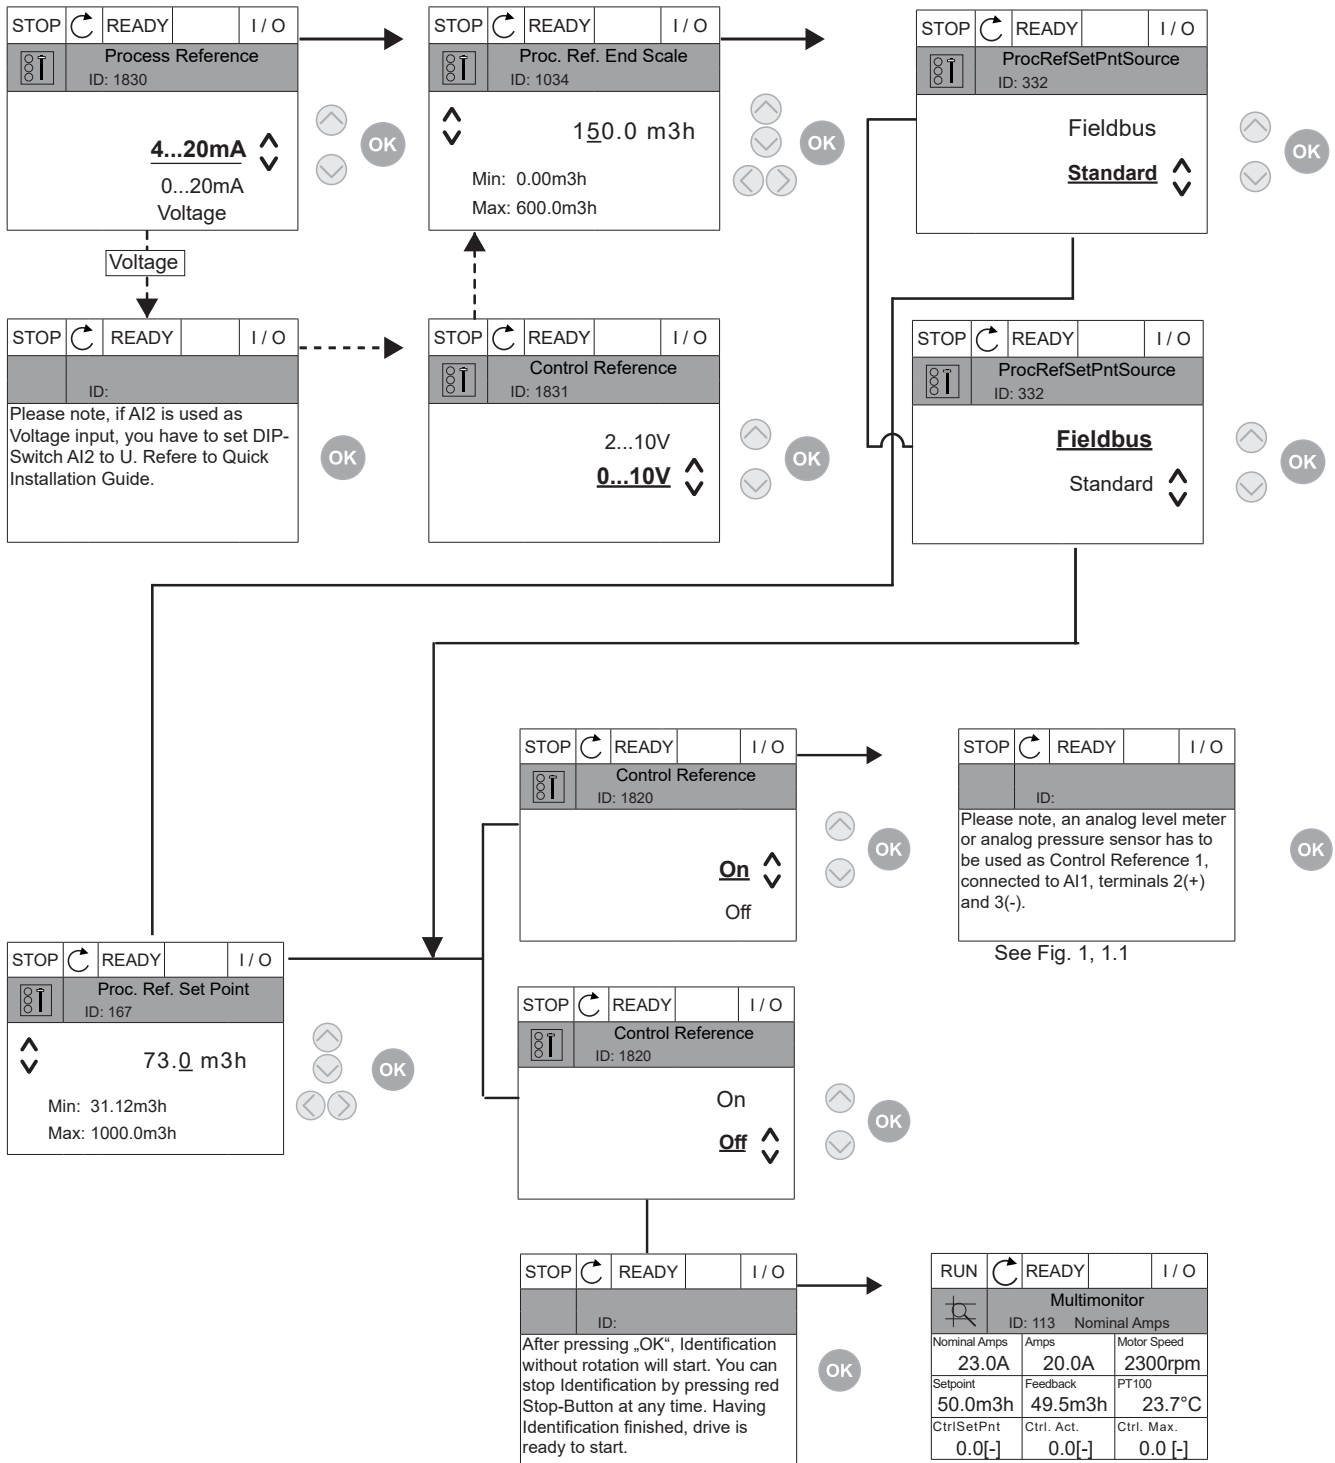 STOP READY I / O
Process Reference
ID: 1830
4...20mA
0...20mA
Voltage
OK
Voltage
STOP READY I / O
Proc. Ref. End Scale
ID: 1034
150.0 m3h
Min: 0.00m3h
Max: 600.0m3h
OK
STOP READY I / O
ProcRefSetPntSource
ID: 332
Fieldbus
Standard
OK
STOP READY I / O
ID:
Please note, if AI2 is used as
Voltage input, you have to set DIP-
Switch AI2 to U. Refere to Quick
Installation Guide.
OK
STOP READY I / O
Control Reference
ID: 1831
2...10V
0...10V
OK
STOP READY I / O
ProcRefSetPntSource
ID: 332
Fieldbus
Standard
OK
STOP READY I / O
Control Reference
ID: 1820
On
Off
OK
STOP READY I / O
ID:
Please note, an analog level meter
or analog pressure sensor has to
be used as Control Reference 1,
connected to AI1, terminals 2(+)
and 3(-).
OK
See Fig. 1, 1.1
STOP READY I / O
Proc. Ref. Set Point
ID: 167
73.0 m3h
Min: 31.12m3h
Max: 1000.0m3h
OK
STOP READY I / O
Control Reference
ID: 1820
On
Off
OK
STOP READY I / O
ID:
After pressing „OK“, Identification
without rotation will start. You can
stop Identification by pressing red
Stop-Button at any time. Having
Identification finished, drive is
ready to start.
OK
RUN READY I / O
Multimonitor
ID: 113 Nominal Amps
Nominal Amps Amps Motor Speed
23.0A 20.0A 2300rpm
Setpoint Feedback PT100
50.0m3h 49.5m3h 23.7°C
CtrlSetPnt Ctrl. Act. Ctrl. Max.
0.0[-] 0.0[-] 0.0 [-]